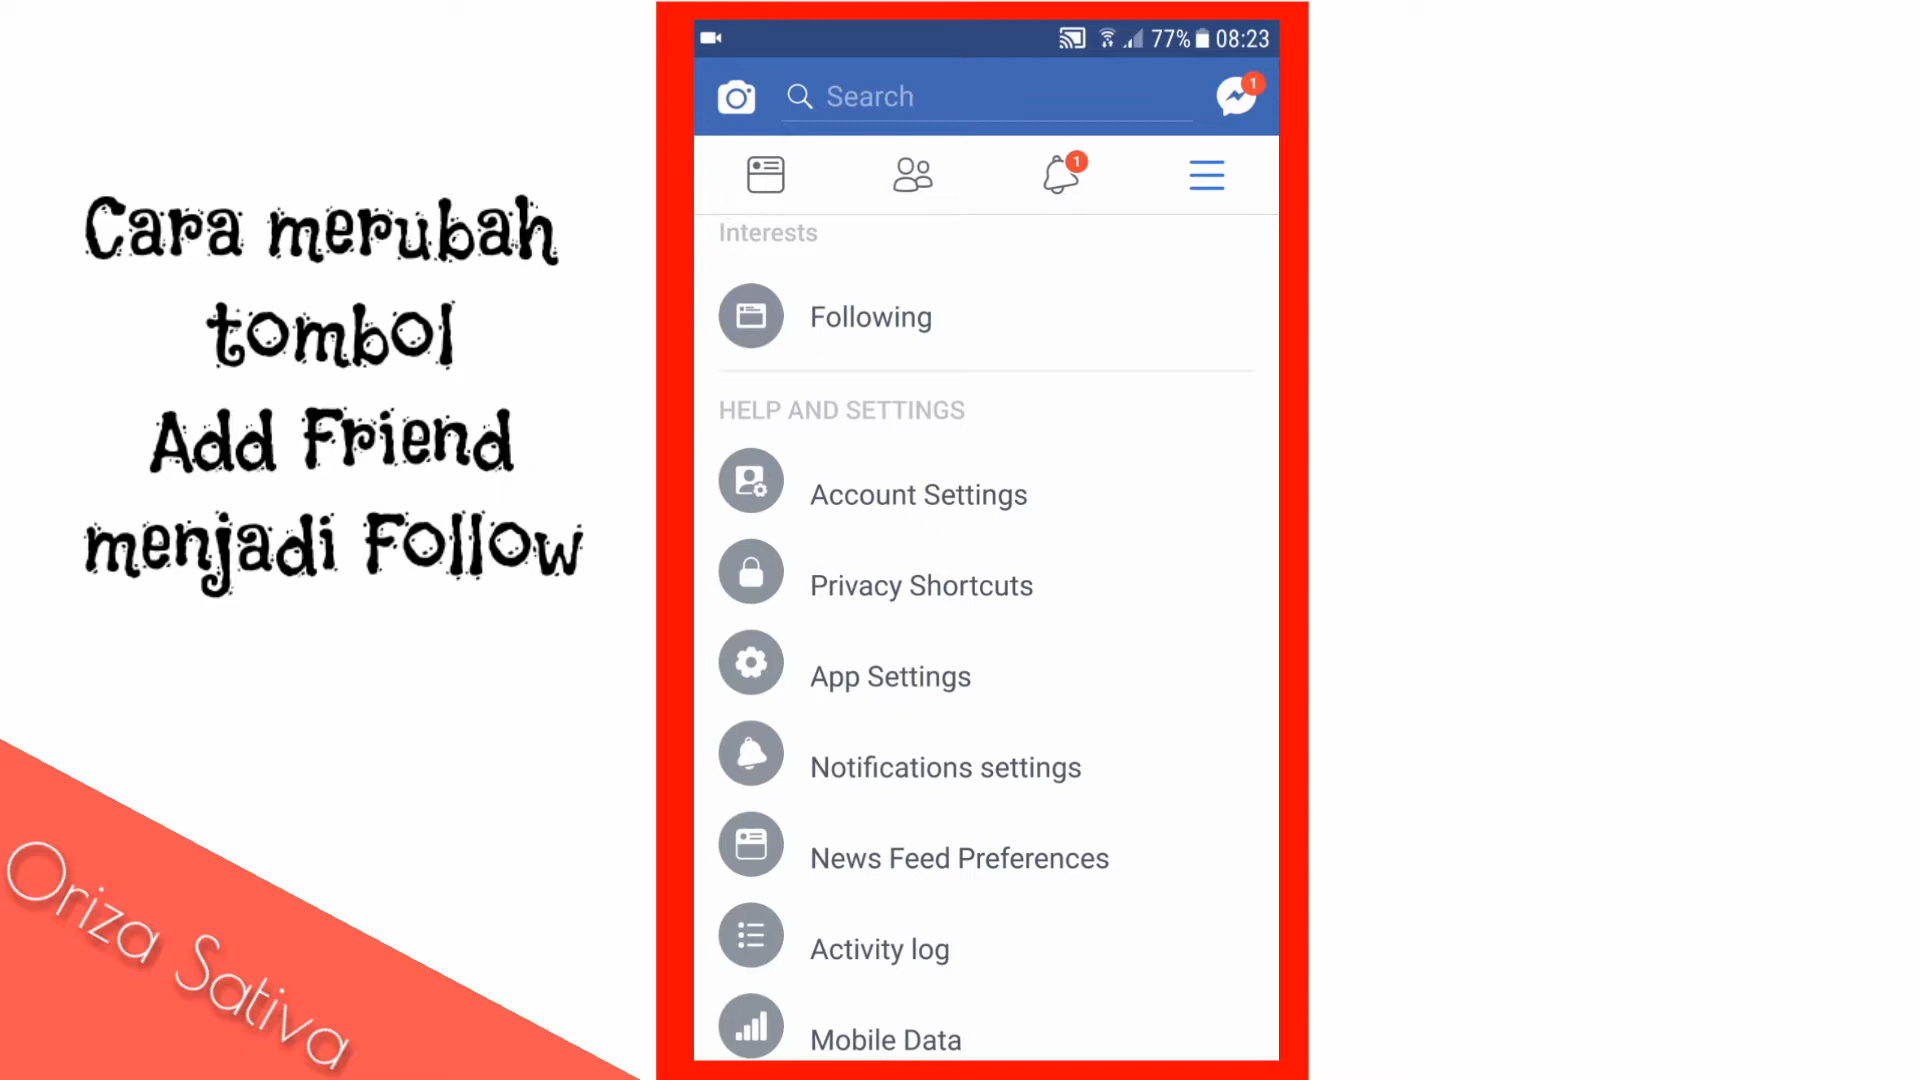 Cara merubah
tombol
Add Friend
menjadi Follow
Oriza Sativa
77% 08:23
Search
1
1
Interests
Following
HELP AND SETTINGS
Account Settings
Privacy Shortcuts
App Settings
Notifications settings
News Feed Preferences
Activity log
Mobile Data